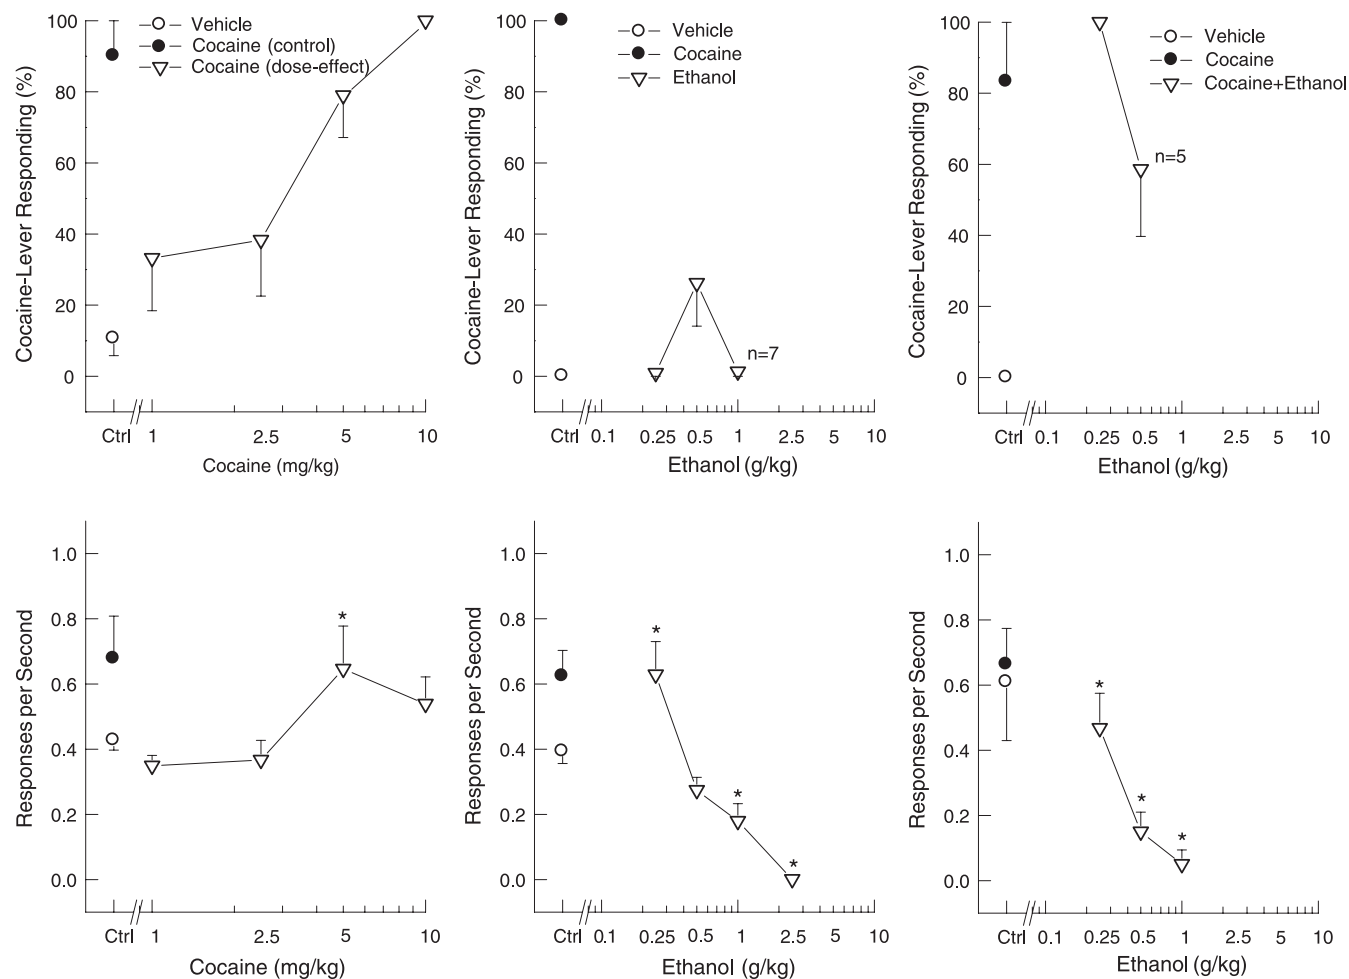 Cocaine-Lever Responding (%)
100
80
60
40
20
0
Vehicle
Cocaine (control)
Cocaine (dose-effect)
Ctrl 1 2.5 5 10
Cocaine (mg/kg)
Cocaine-Lever Responding (%)
100
80
60
40
20
0
Vehicle
Cocaine
Ethanol
n=7
Ctrl 0.1 0.25 0.5 1 2.5 5 10
Ethanol (g/kg)
Cocaine-Lever Responding (%)
100
80
60
40
20
0
Vehicle
Cocaine
Cocaine+Ethanol
n=5
Ctrl 0.1 0.25 0.5 1 2.5 5 10
Ethanol (g/kg)
Responses per Second
1.0
0.8
0.6
0.4
0.2
0.0
*
Ctrl 1 2.5 5 10
Cocaine (mg/kg)
Responses per Second
1.0
0.8
0.6
0.4
0.2
0.0
*
*
*
Ctrl 0.1 0.25 0.5 1 2.5 5 10
Ethanol (g/kg)
Responses per Second
1.0
0.8
0.6
0.4
0.2
0.0
*
*
*
Ctrl 0.1 0.25 0.5 1 2.5 5 10
Ethanol (g/kg)